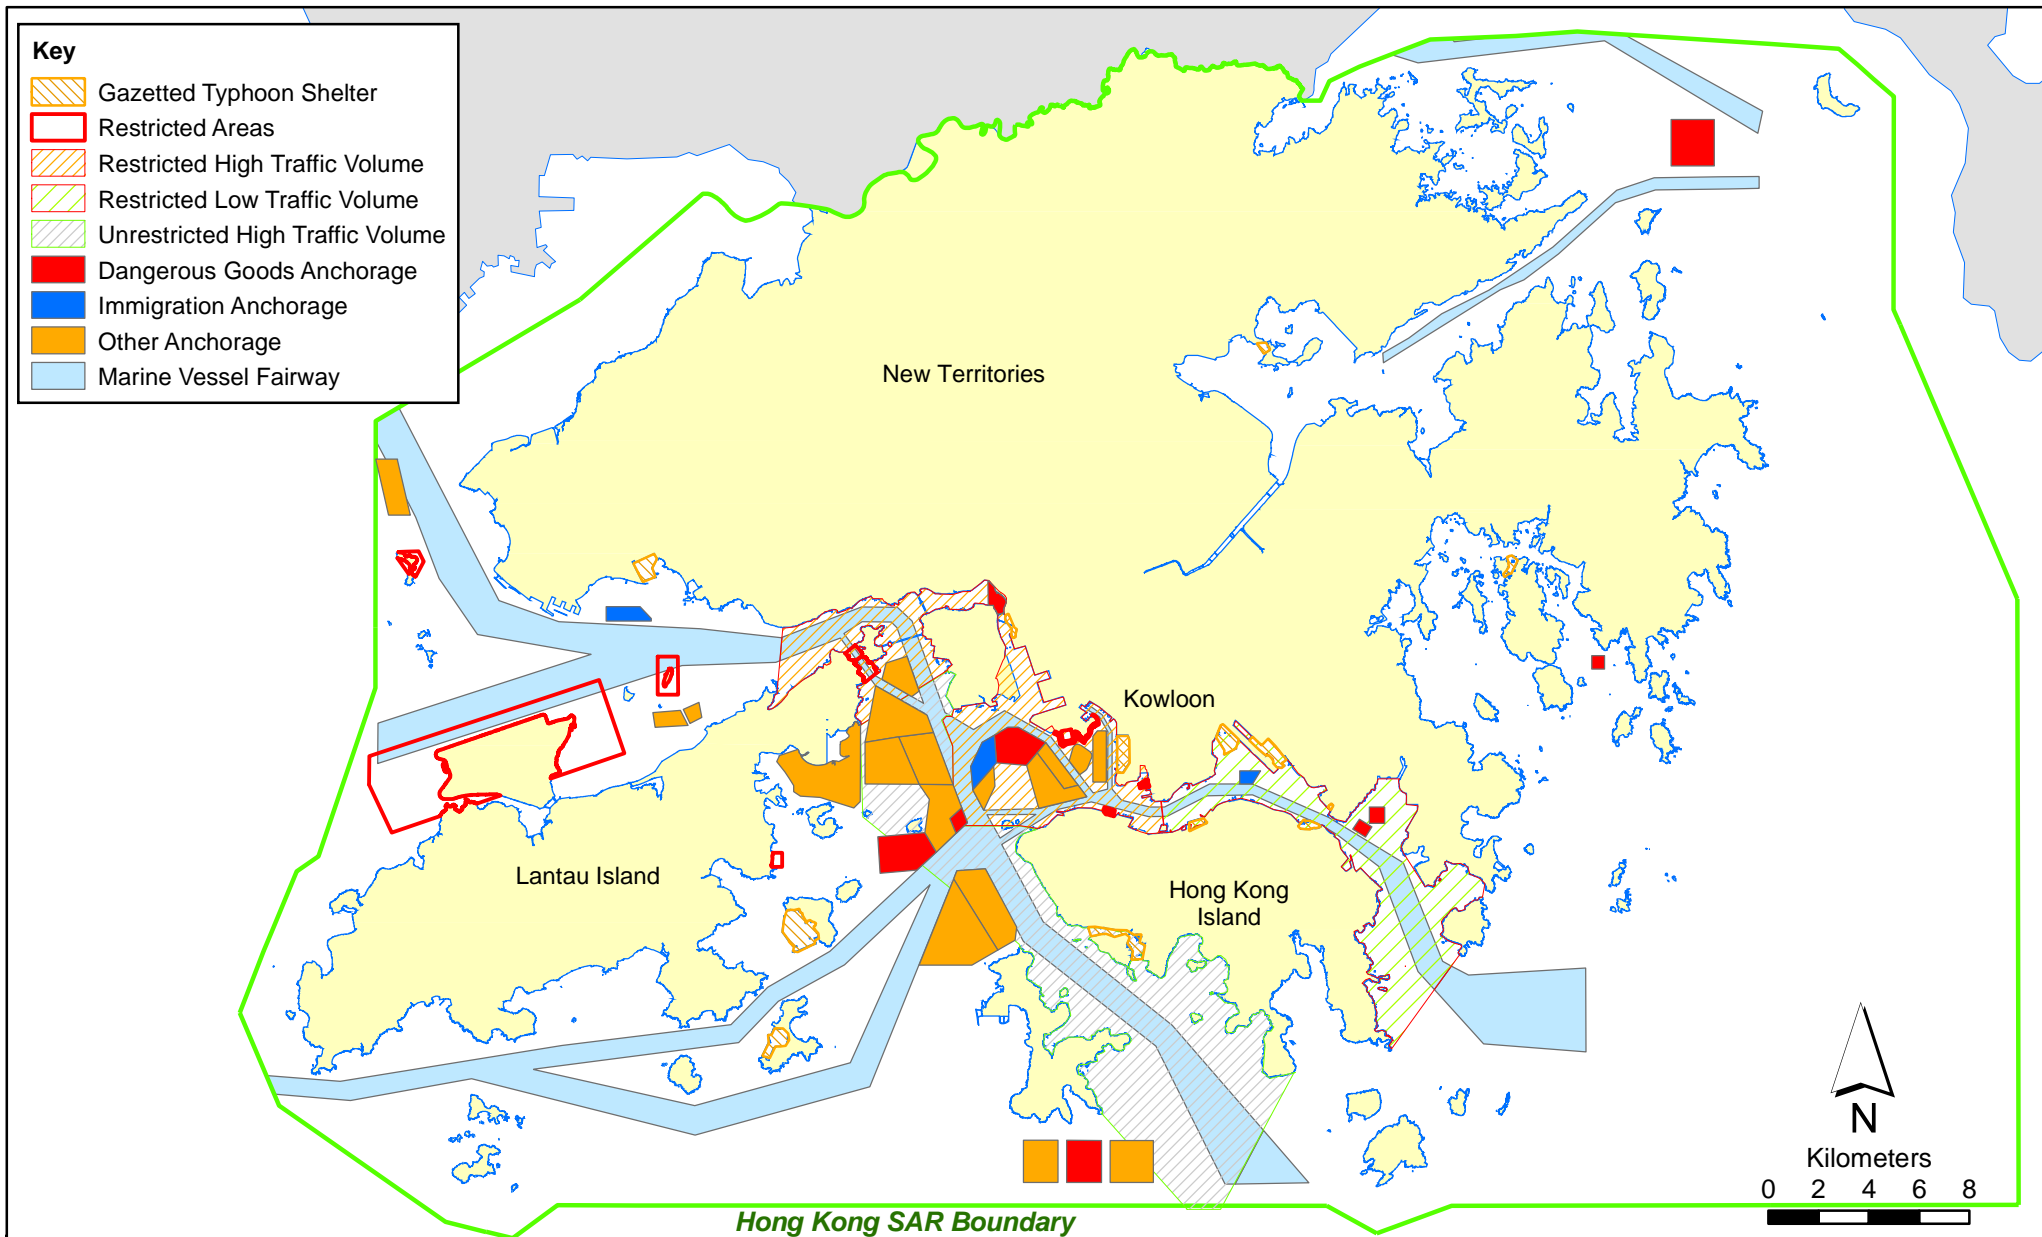 Key
Gazetted Typhoon Shelter
Restricted Areas
Restricted High Traffic Volume
Restricted Low Traffic Volume
Unrestricted High Traffic Volume
Dangerous Goods Anchorage
Immigration Anchorage
Other Anchorage
Marine Vessel Fairway
New Territories
Kowloon
Lantau Island
Hong Kong
Island
N
Kilometers
0 2 4 6 8
Hong Kong SAR Boundary